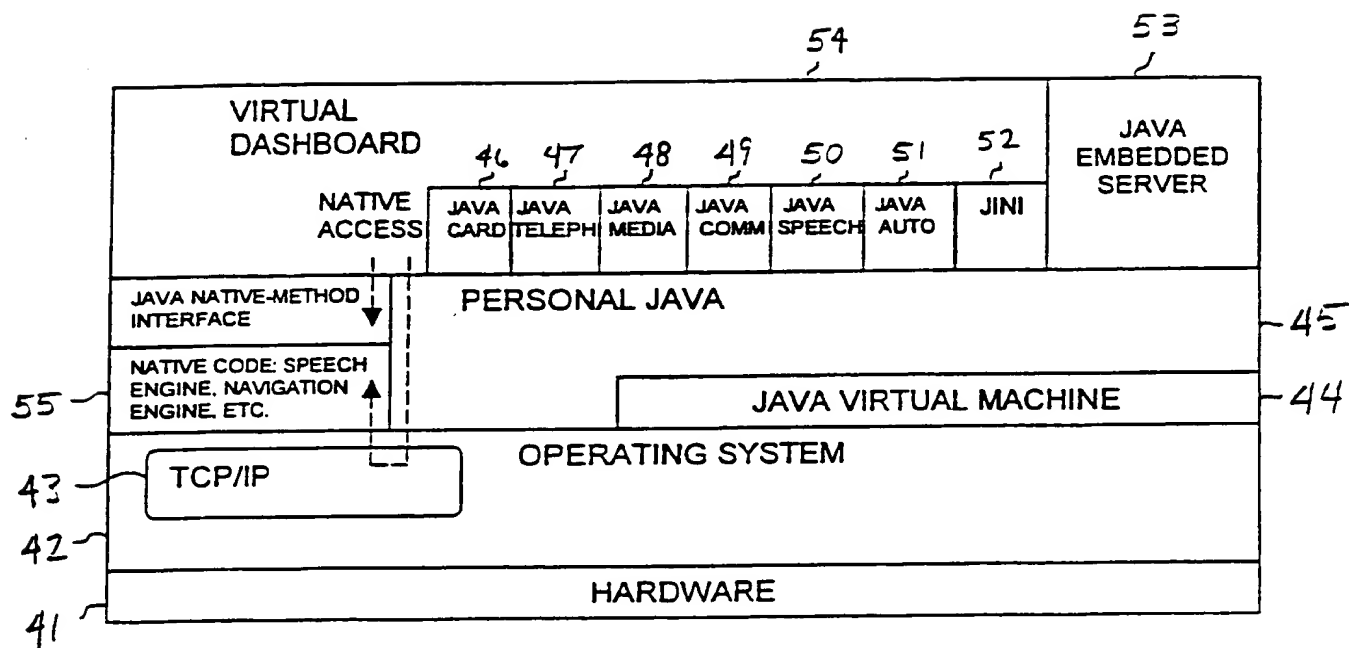 54
53
VIRTUAL
DASHBOARD
JAVA
EMBEDDED
SERVER
46
47
48
49
50
51
52
NATIVE
ACCESS
JAVA
CARD
JAVA
TELEPH
JAVA
MEDIA
JAVA
COMM
JAVA
SPEECH
JAVA
AUTO
JINI
JAVA NATIVE-METHOD
INTERFACE
PERSONAL JAVA
45
NATIVE CODE: SPEECH
ENGINE, NAVIGATION
ENGINE, ETC.
55
JAVA VIRTUAL MACHINE
44
OPERATING SYSTEM
TCP/IP
43
42
HARDWARE
41